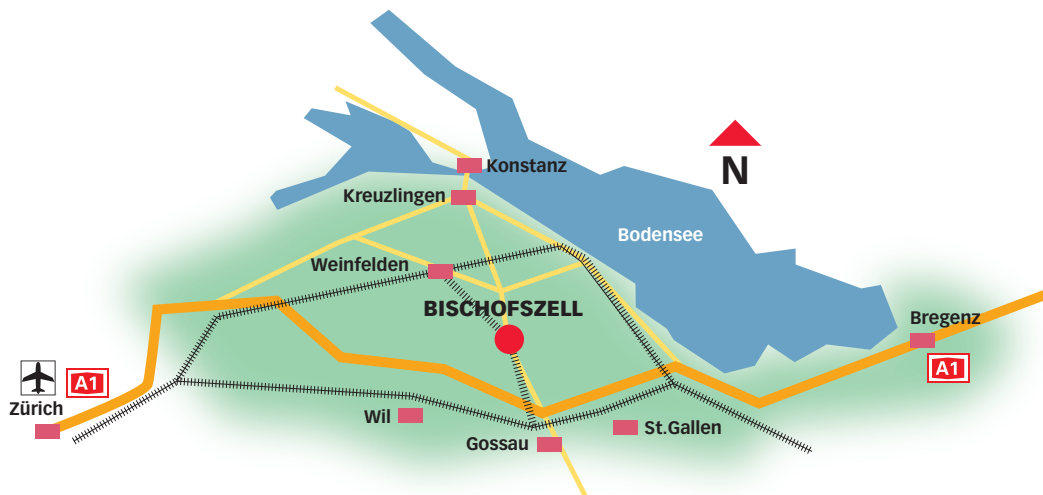 Konstanz
N
Kreuzlingen
Bodensee
Weinfelden
BISCHOFSZELL
Bregenz
A1
A1
Zürich
Wil
St.Gallen
Gossau